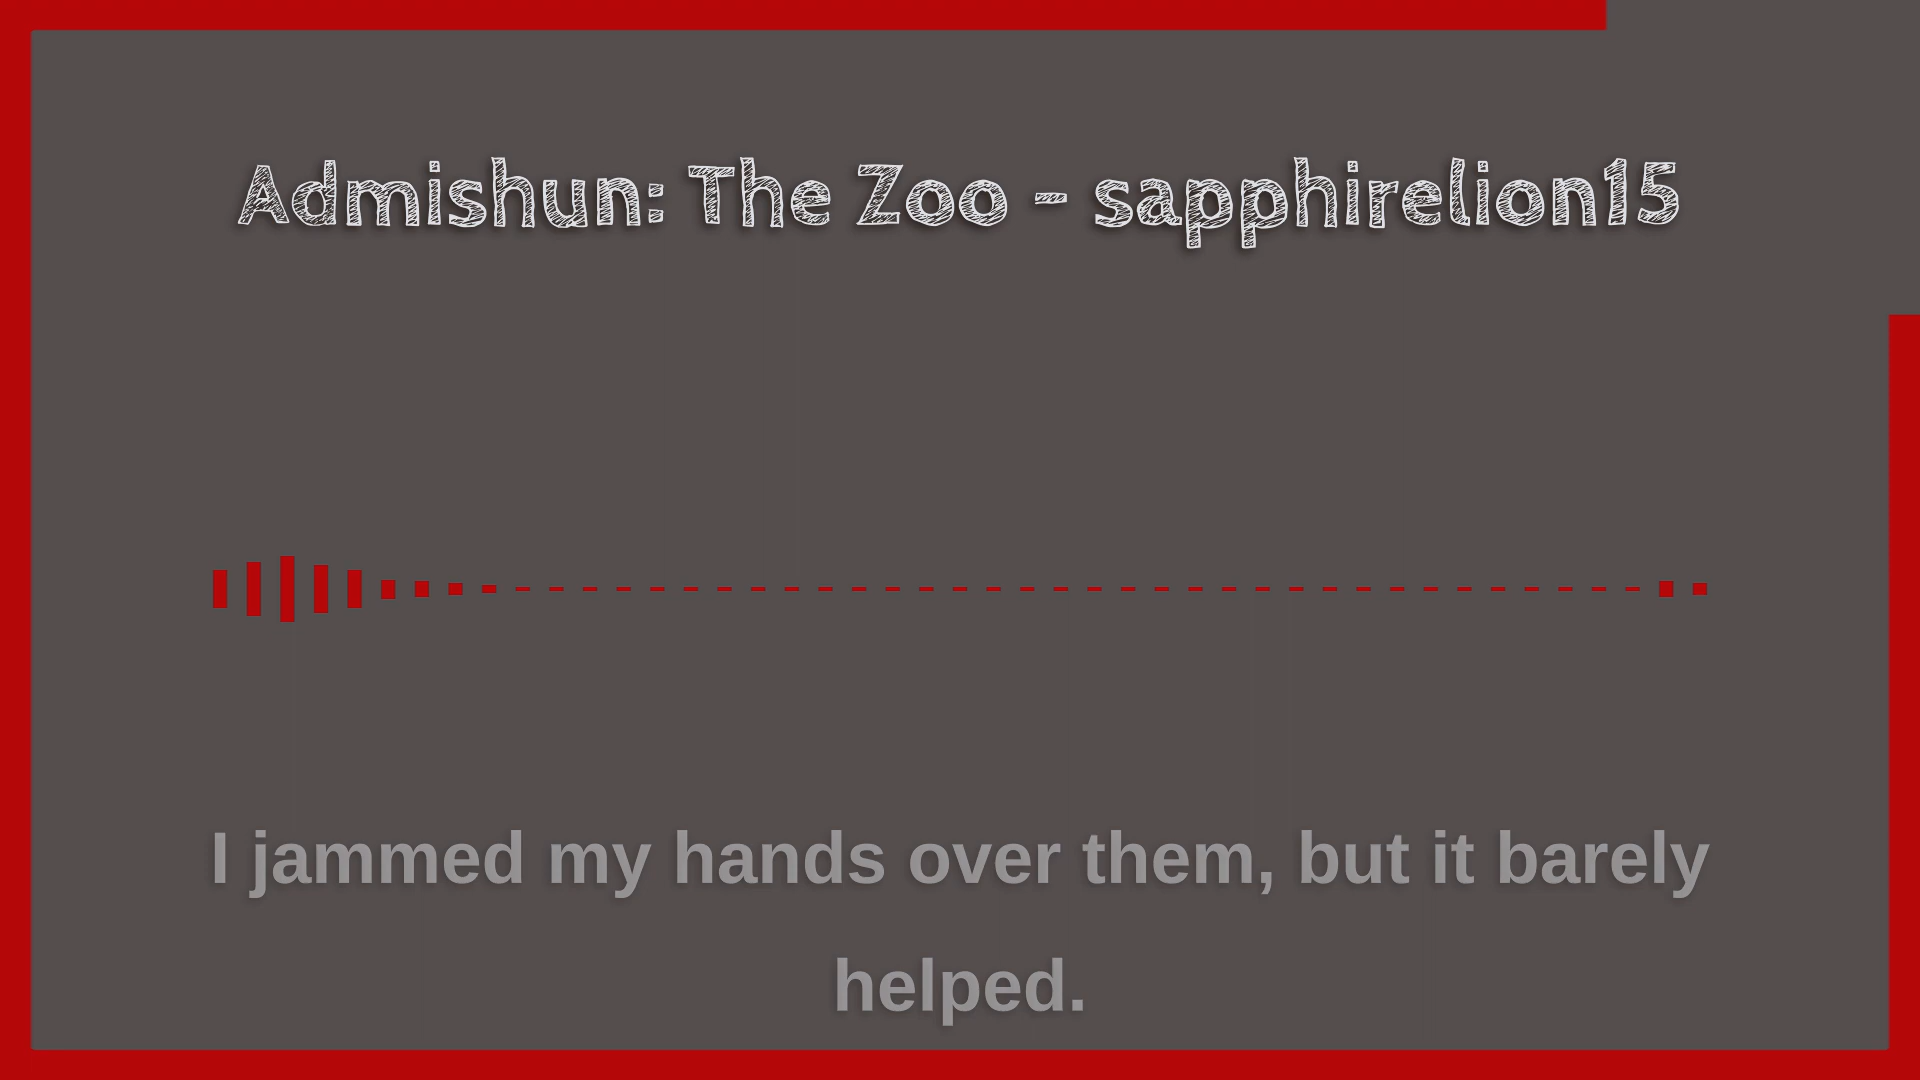 Admishun: The Zoo - sapphirelion15
I jammed my hands over them, but it barely
helped.